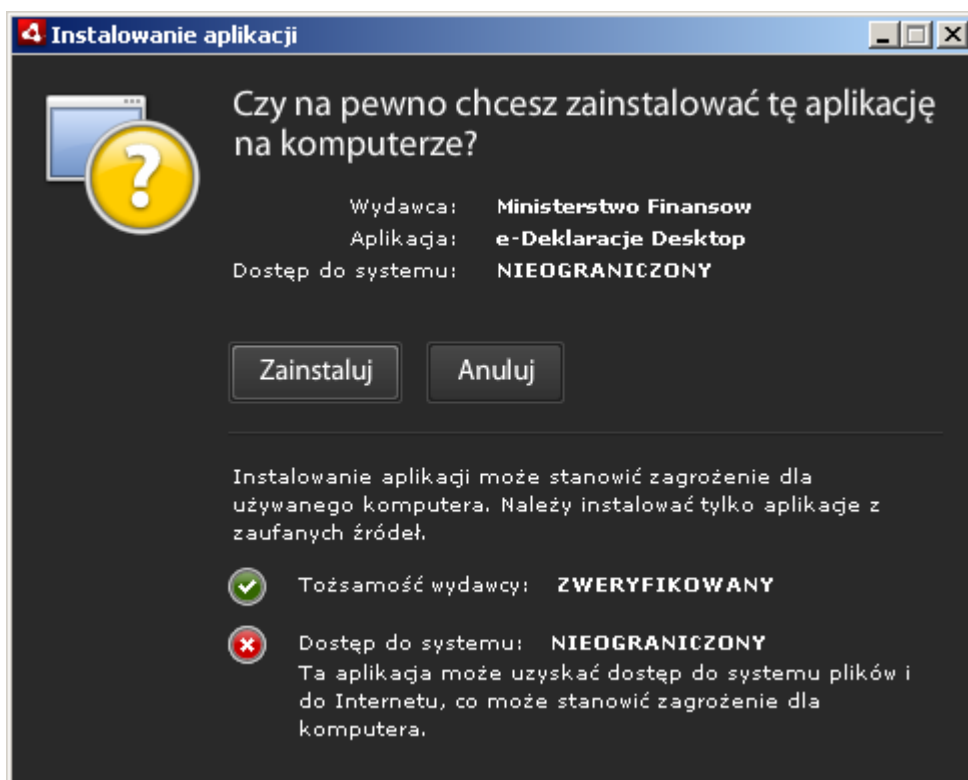 Instalowanie aplikacji
Czy na pewno chcesz zainstalować tę aplikację
na komputerze?
Wydawca: Ministerstwo Finansow
Aplikacja: e-Deklaracje Desktop
Dostęp do systemu: NIEOGRANICZONY
Zainstaluj Anuluj
Instalowanie aplikacji może stanowić zagrożenie dla
używanego komputera. Należy instalować tylko aplikacje z
zaufanych źródeł.
Tożsamość wydawcy: ZWERYFIKOWANY
Dostęp do systemu: NIEOGRANICZONY
Ta aplikacja może uzyskać dostęp do systemu plików i
do Internetu, co może stanowić zagrożenie dla
komputera.